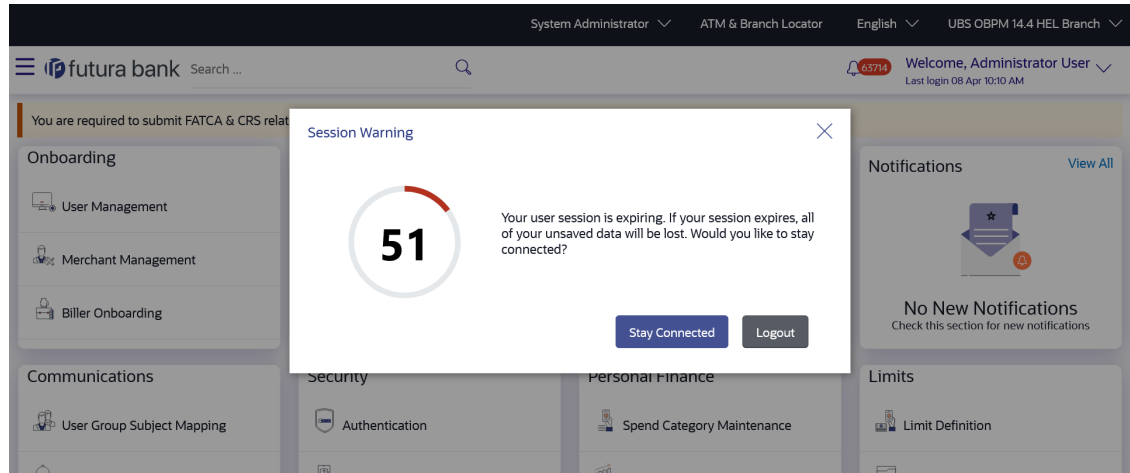 System Administrator
ATM & Branch Locator
English
UBS OBPM 14.4 HEL Branch
futura bank
Search ...
63714
Welcome, Administrator User
Last login 08 Apr 10:10 AM
You are required to submit FATCA & CRS relat
Session Warning
51
Your user session is expiring. If your session expires, all
of your unsaved data will be lost. Would you like to stay
connected?
Stay Connected
Logout
Onboarding
User Management
Merchant Management
Biller Onboarding
Notifications
View All
No New Notifications
Check this section for new notifications
Communications
User Group Subject Mapping
Security
Authentication
Personal Finance
Spend Category Maintenance
Limits
Limit Definition